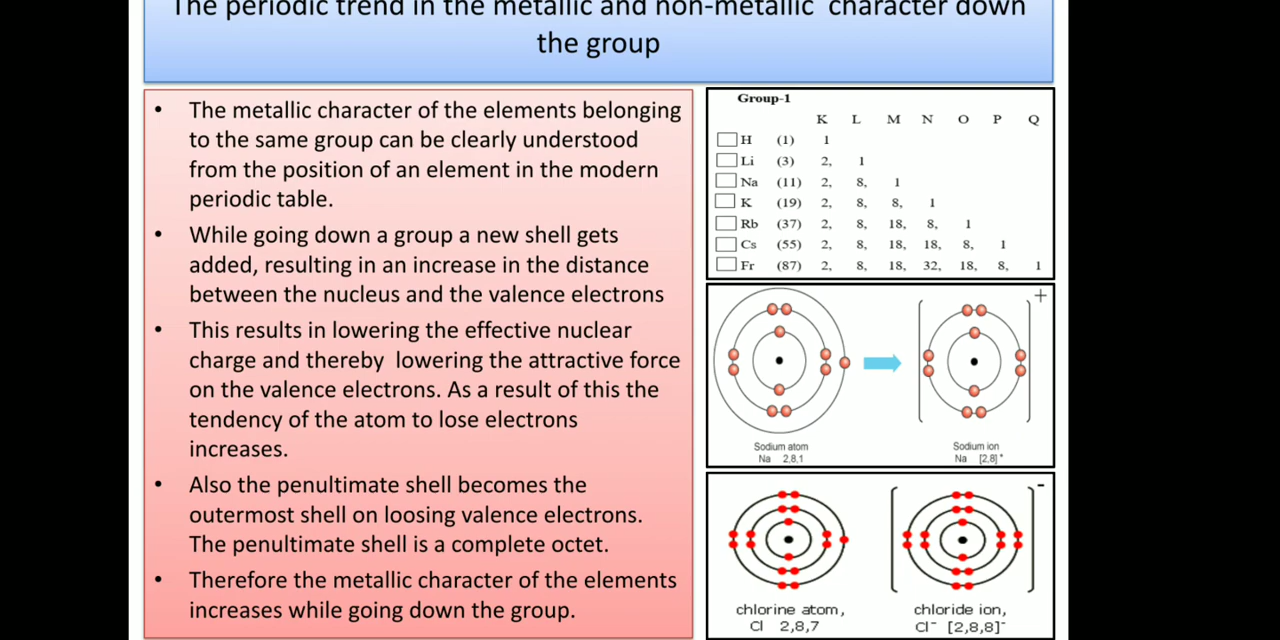 The periodic trend in the metallic and non-metallic character down
the group
• The metallic character of the elements belonging
to the same group can be clearly understood
from the position of an element in the modern
periodic table.
• While going down a group a new shell gets
added, resulting in an increase in the distance
between the nucleus and the valence electrons
• This results in lowering the effective nuclear
charge and thereby lowering the attractive force
on the valence electrons. As a result of this the
tendency of the atom to lose electrons
increases.
• Also the penultimate shell becomes the
outermost shell on loosing valence electrons.
The penultimate shell is a complete octet.
• Therefore the metallic character of the elements
increases while going down the group.
Group-1
K L M N O P Q
H (1) 1
Li (3) 2, 1
Na (11) 2, 8, 1
K (19) 2, 8, 8, 1
Rb (37) 2, 8, 18, 8, 1
Cs (55) 2, 8, 18, 18, 8, 1
Fr (87) 2, 8, 18, 32, 18, 8, 1
+
Sodium atom
Na 2,8,1
Sodium ion
Na [2,8]+
-
chlorine atom,
Cl 2,8,7
chloride ion,
Cl⁻ [2,8,8]⁻